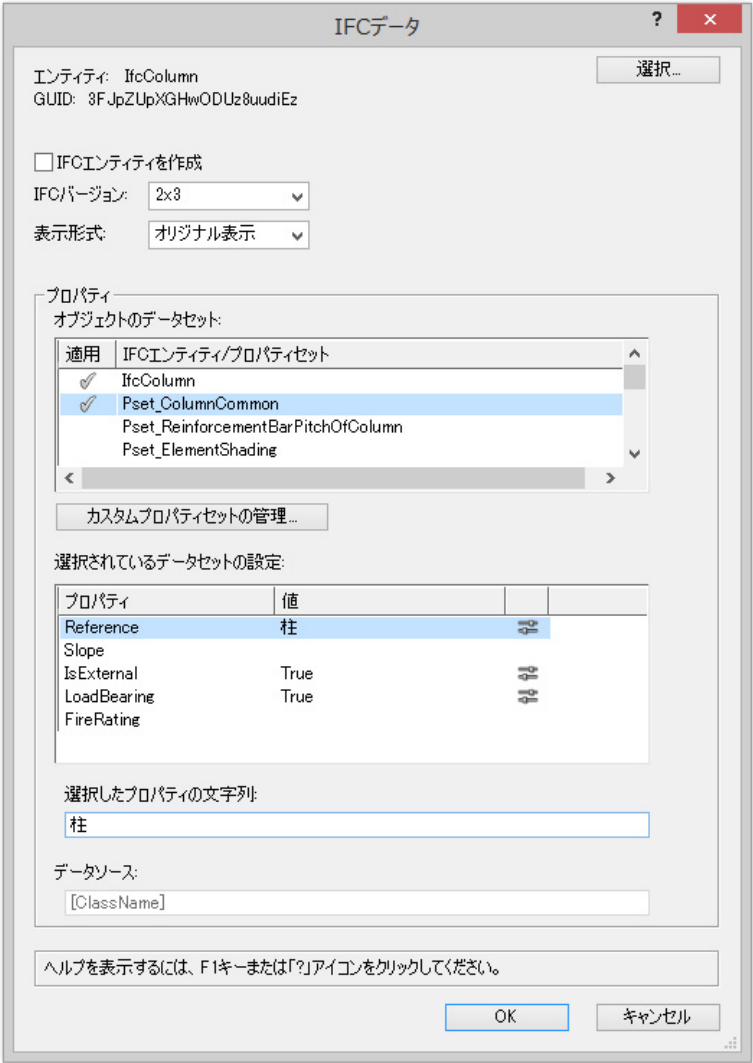 IFCデータ
?
×
エンティティ: IfcColumn
選択...
GUID: 3FJpZUpXGHwODUz8uudiEz
IFCエンティティを作成
IFCバージョン: 2x3
表示形式: オリジナル表示
プロパティ
オブジェクトのデータセット:
適用 IFCエンティティ/プロパティセット
IfcColumn
Pset_ColumnCommon
Pset_ReinforcementBarPitchOfColumn
Pset_ElementShading
カスタムプロパティセットの管理...
選択されているデータセットの設定:
プロパティ 値
Reference 柱
Slope
IsExternal True
LoadBearing True
FireRating
選択したプロパティの文字列:
柱
データソース:
[ClassName]
ヘルプを表示するには、F1キーまたは「?」アイコンをクリックしてください。
OK キャンセル